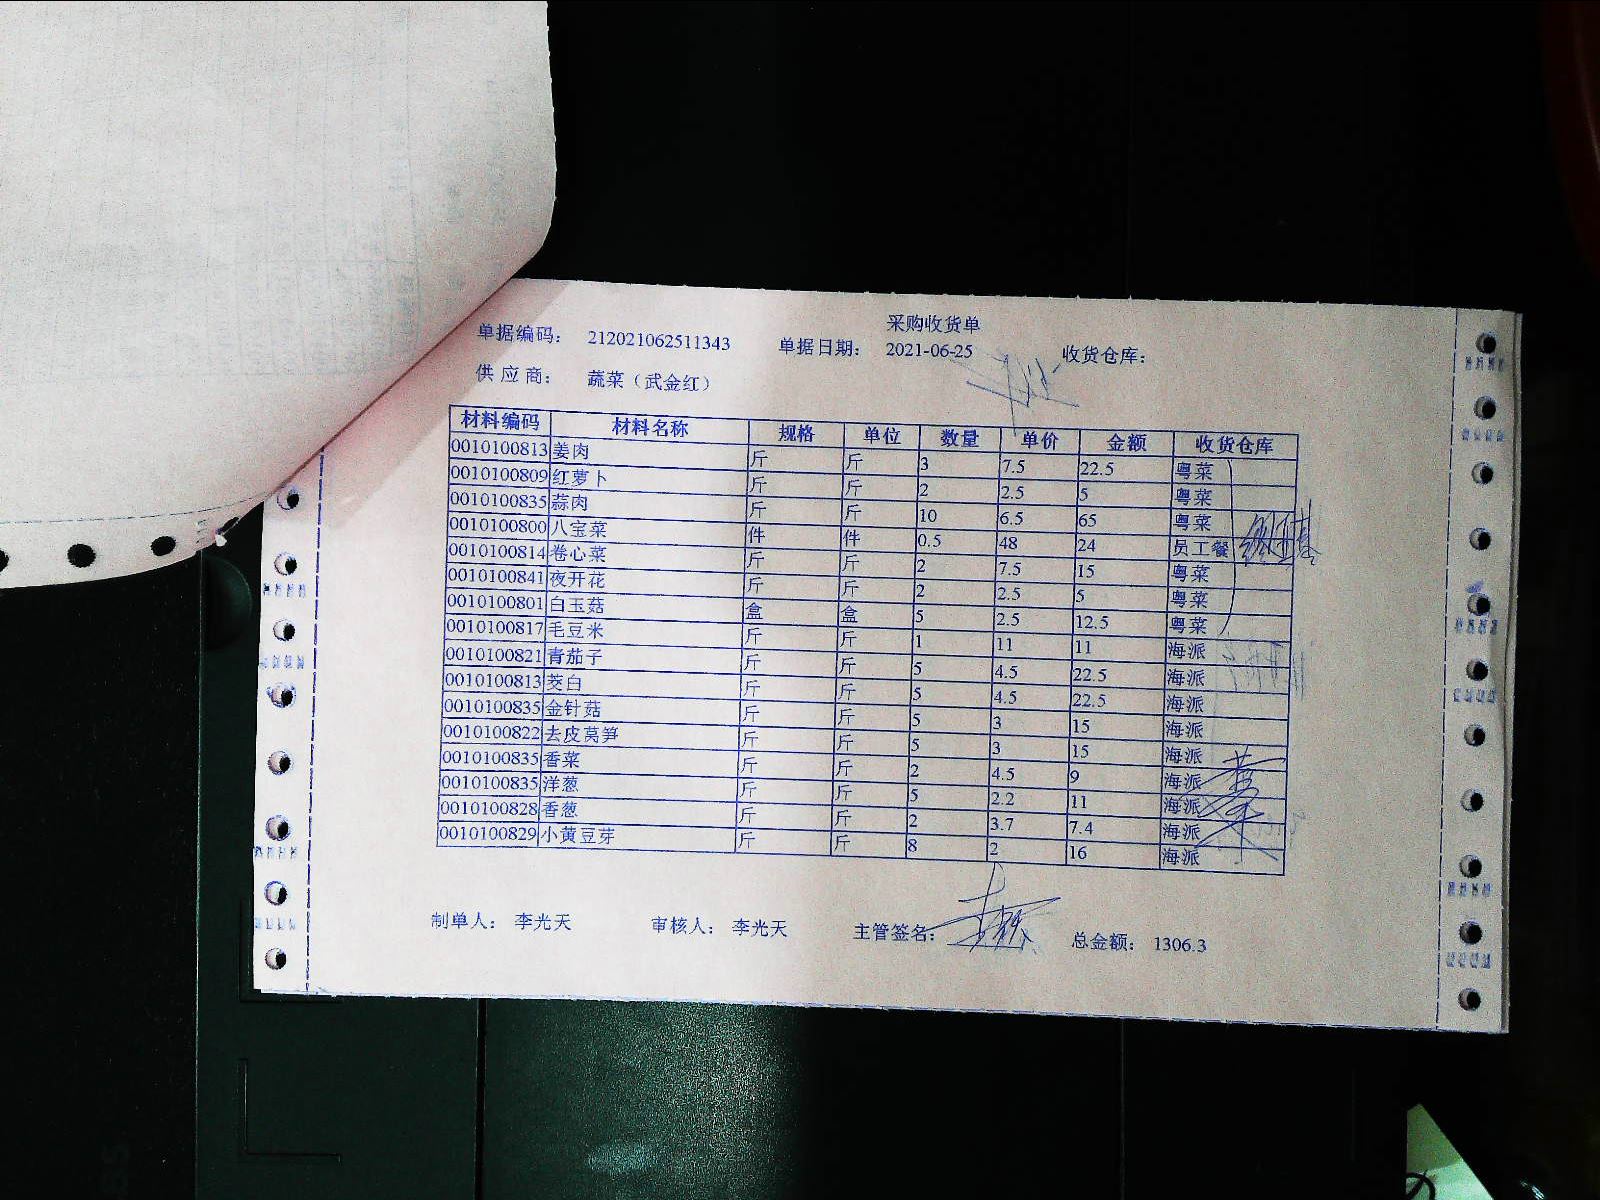 采购收货单
单据编码： 212021062511343 单据日期： 2021-06-25 收货仓库：
供 应 商： 蔬菜（武金红）
材料编码 材料名称 规格 单位 数量 单价 金额 收货仓库
0010100813 姜肉 斤 斤 3 7.5 22.5 粤菜
0010100809 红萝卜 斤 斤 2 2.5 5 粤菜
0010100835 蒜肉 斤 斤 10 6.5 65 粤菜
0010100800 八宝菜 件 件 0.5 48 24 员工餐
0010100814 卷心菜 斤 斤 2 7.5 15 粤菜
0010100841 夜开花 斤 斤 2 2.5 5 粤菜
0010100801 白玉菇 盒 盒 5 2.5 12.5 粤菜
0010100817 毛豆米 斤 斤 1 11 11 海派
0010100821 青茄子 斤 斤 5 4.5 22.5 海派
0010100813 茭白 斤 斤 5 4.5 22.5 海派
0010100835 金针菇 斤 斤 5 3 15 海派
0010100822 去皮莴笋 斤 斤 5 3 15 海派
0010100835 香菜 斤 斤 2 4.5 9 海派
0010100835 洋葱 斤 斤 5 2.2 11 海派
0010100828 香葱 斤 斤 2 3.7 7.4 海派
0010100829 小黄豆芽 斤 斤 8 2 16 海派
制单人： 李光天 审核人： 李光天 主管签名： 总金额： 1306.3